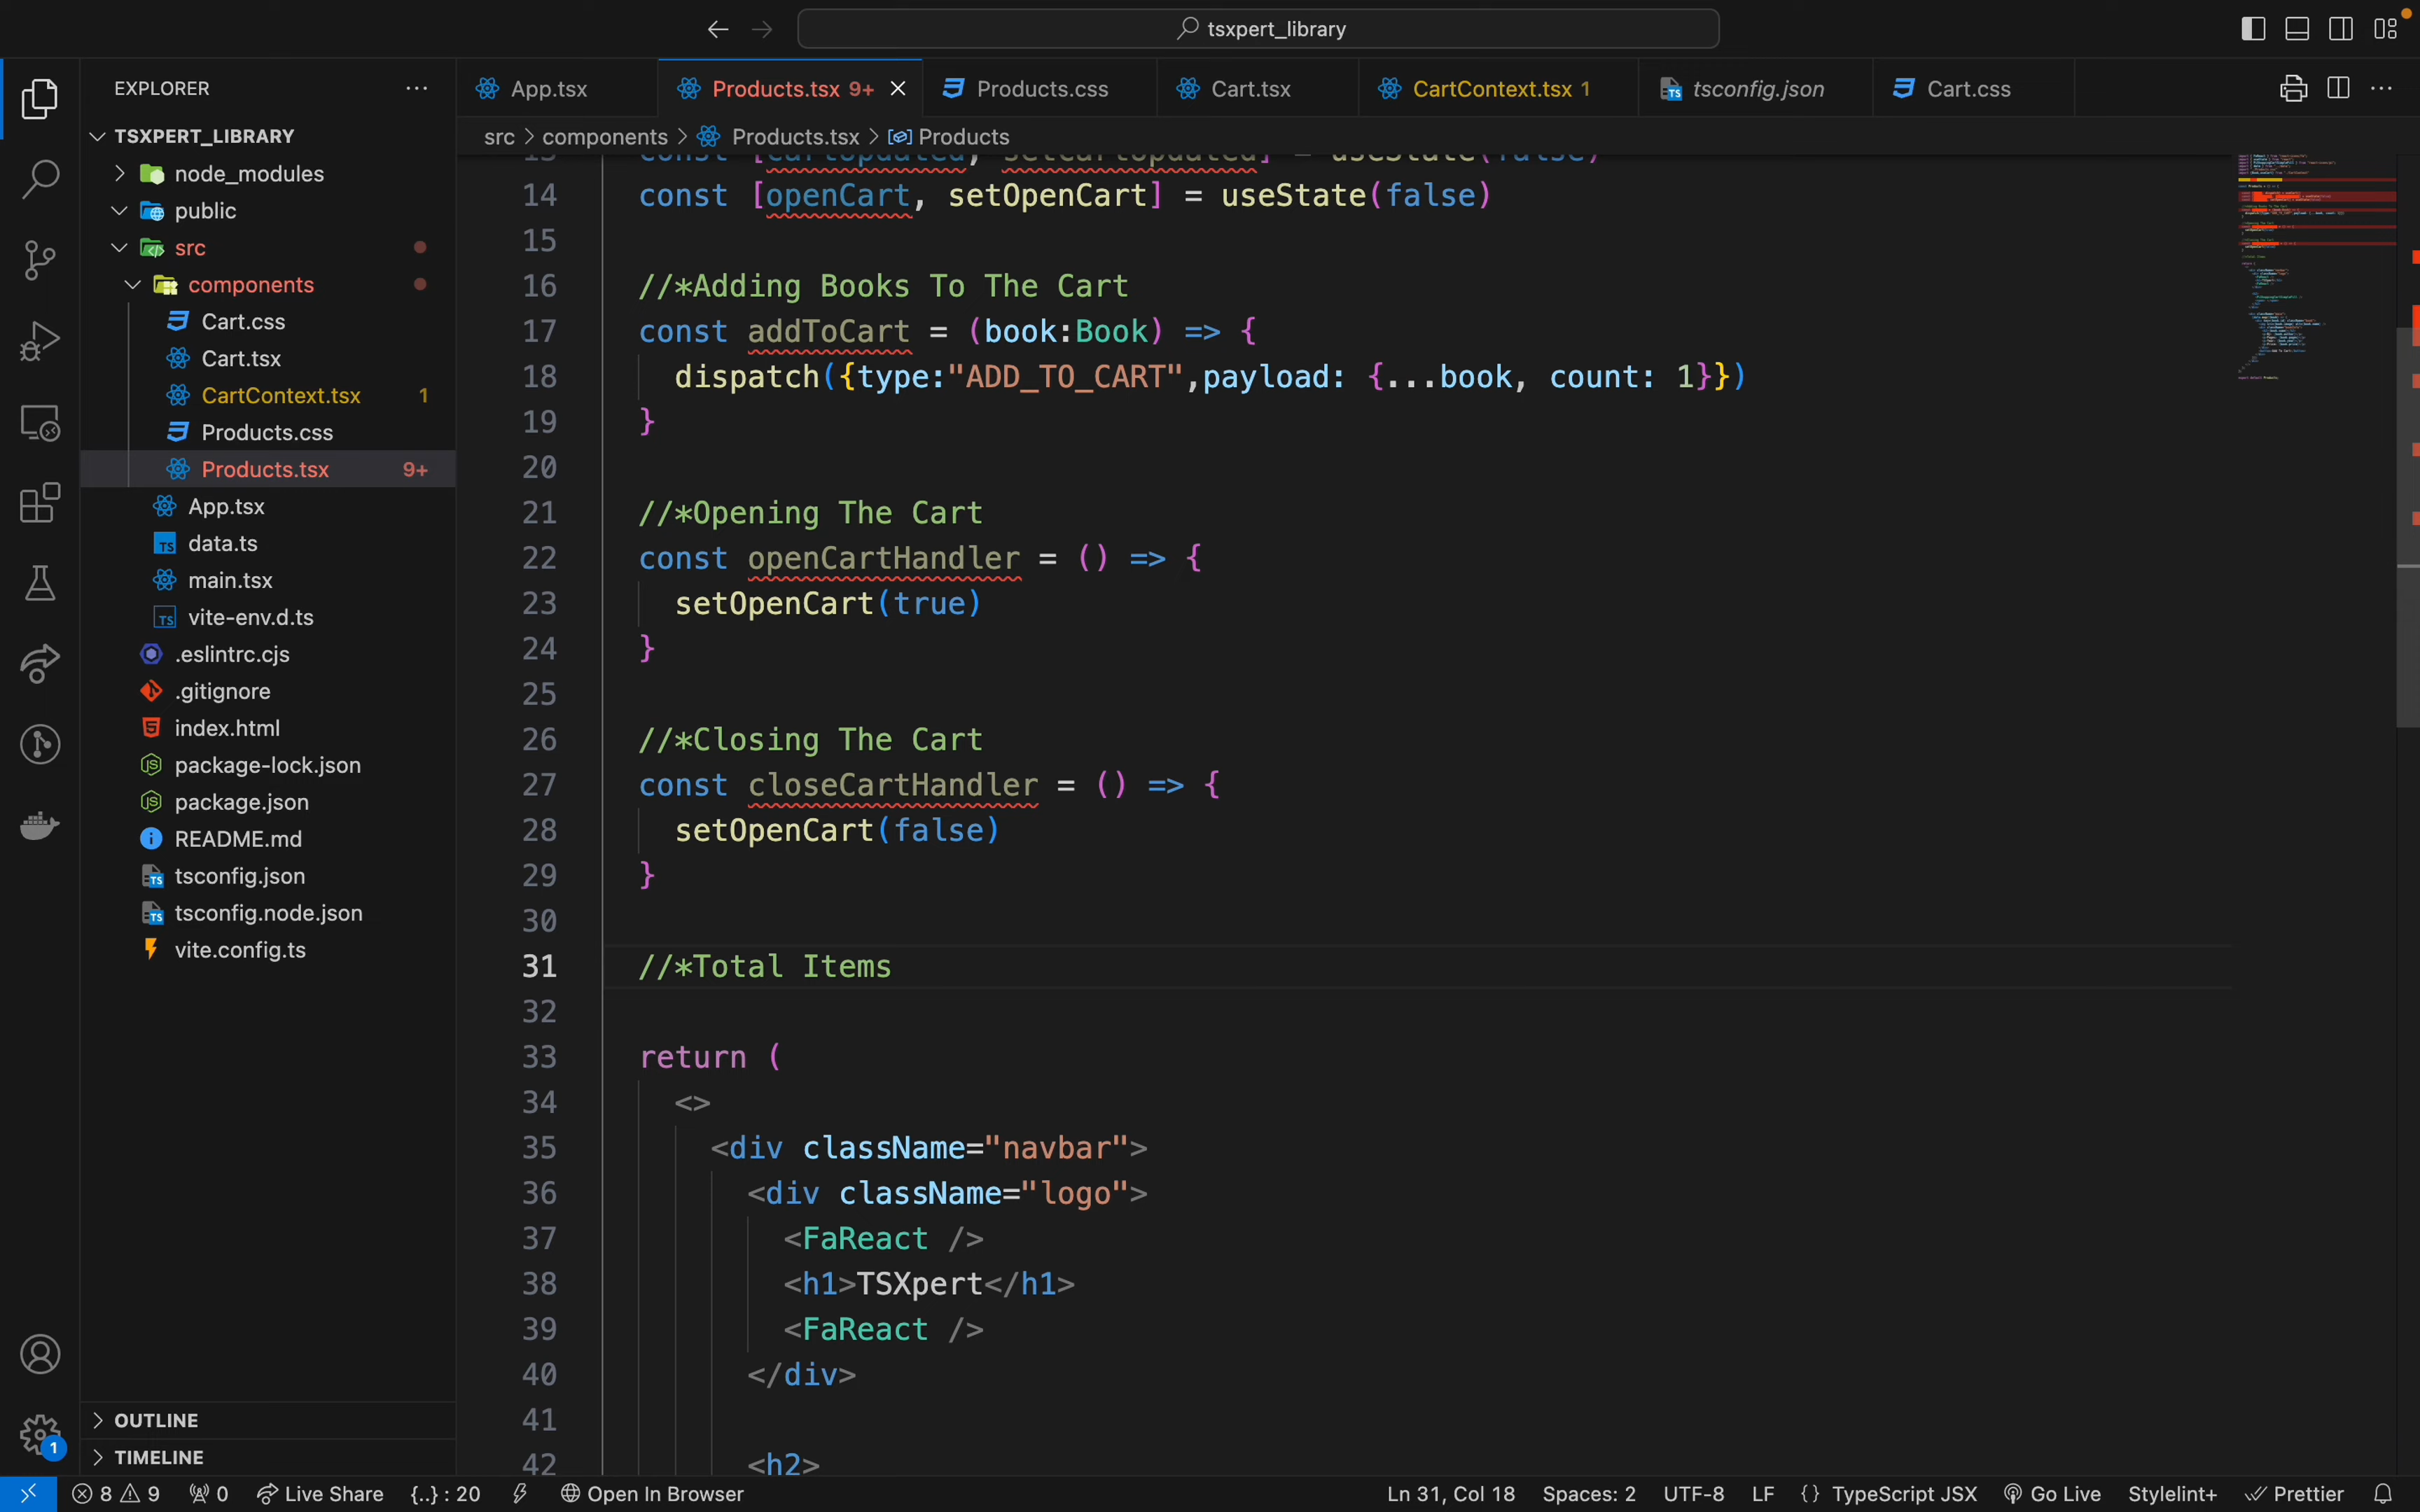 tsxpert_library
EXPLORER
App.tsx
Products.tsx 9+
Products.css
Cart.tsx
CartContext.tsx 1
tsconfig.json
Cart.css
src > components > Products.tsx > Products
TSXPERT_LIBRARY
node_modules
public
src
components
Cart.css
Cart.tsx
CartContext.tsx 1
Products.css
Products.tsx 9+
App.tsx
data.ts
main.tsx
vite-env.d.ts
.eslintrc.cjs
.gitignore
index.html
package-lock.json
package.json
README.md
tsconfig.json
tsconfig.node.json
vite.config.ts
OUTLINE
TIMELINE
1
14 const [openCart, setOpenCart] = useState(false)
15
16 //*Adding Books To The Cart
17 const addToCart = (book:Book) => {
18 dispatch({type:"ADD_TO_CART",payload: {...book, count: 1}})
19 }
20
21 //*Opening The Cart
22 const openCartHandler = () => {
23 setOpenCart(true)
24 }
25
26 //*Closing The Cart
27 const closeCartHandler = () => {
28 setOpenCart(false)
29 }
30
31 //*Total Items
32
33 return (
34 <>
35 <div className="navbar">
36 <div className="logo">
37 <FaReact />
38 <h1>TSXpert</h1>
39 <FaReact />
40 </div>
41
42 <h2>
8 9 0 Live Share {..} : 20 Open In Browser Ln 31, Col 18 Spaces: 2 UTF-8 LF {} TypeScript JSX Go Live Stylelint+ Prettier